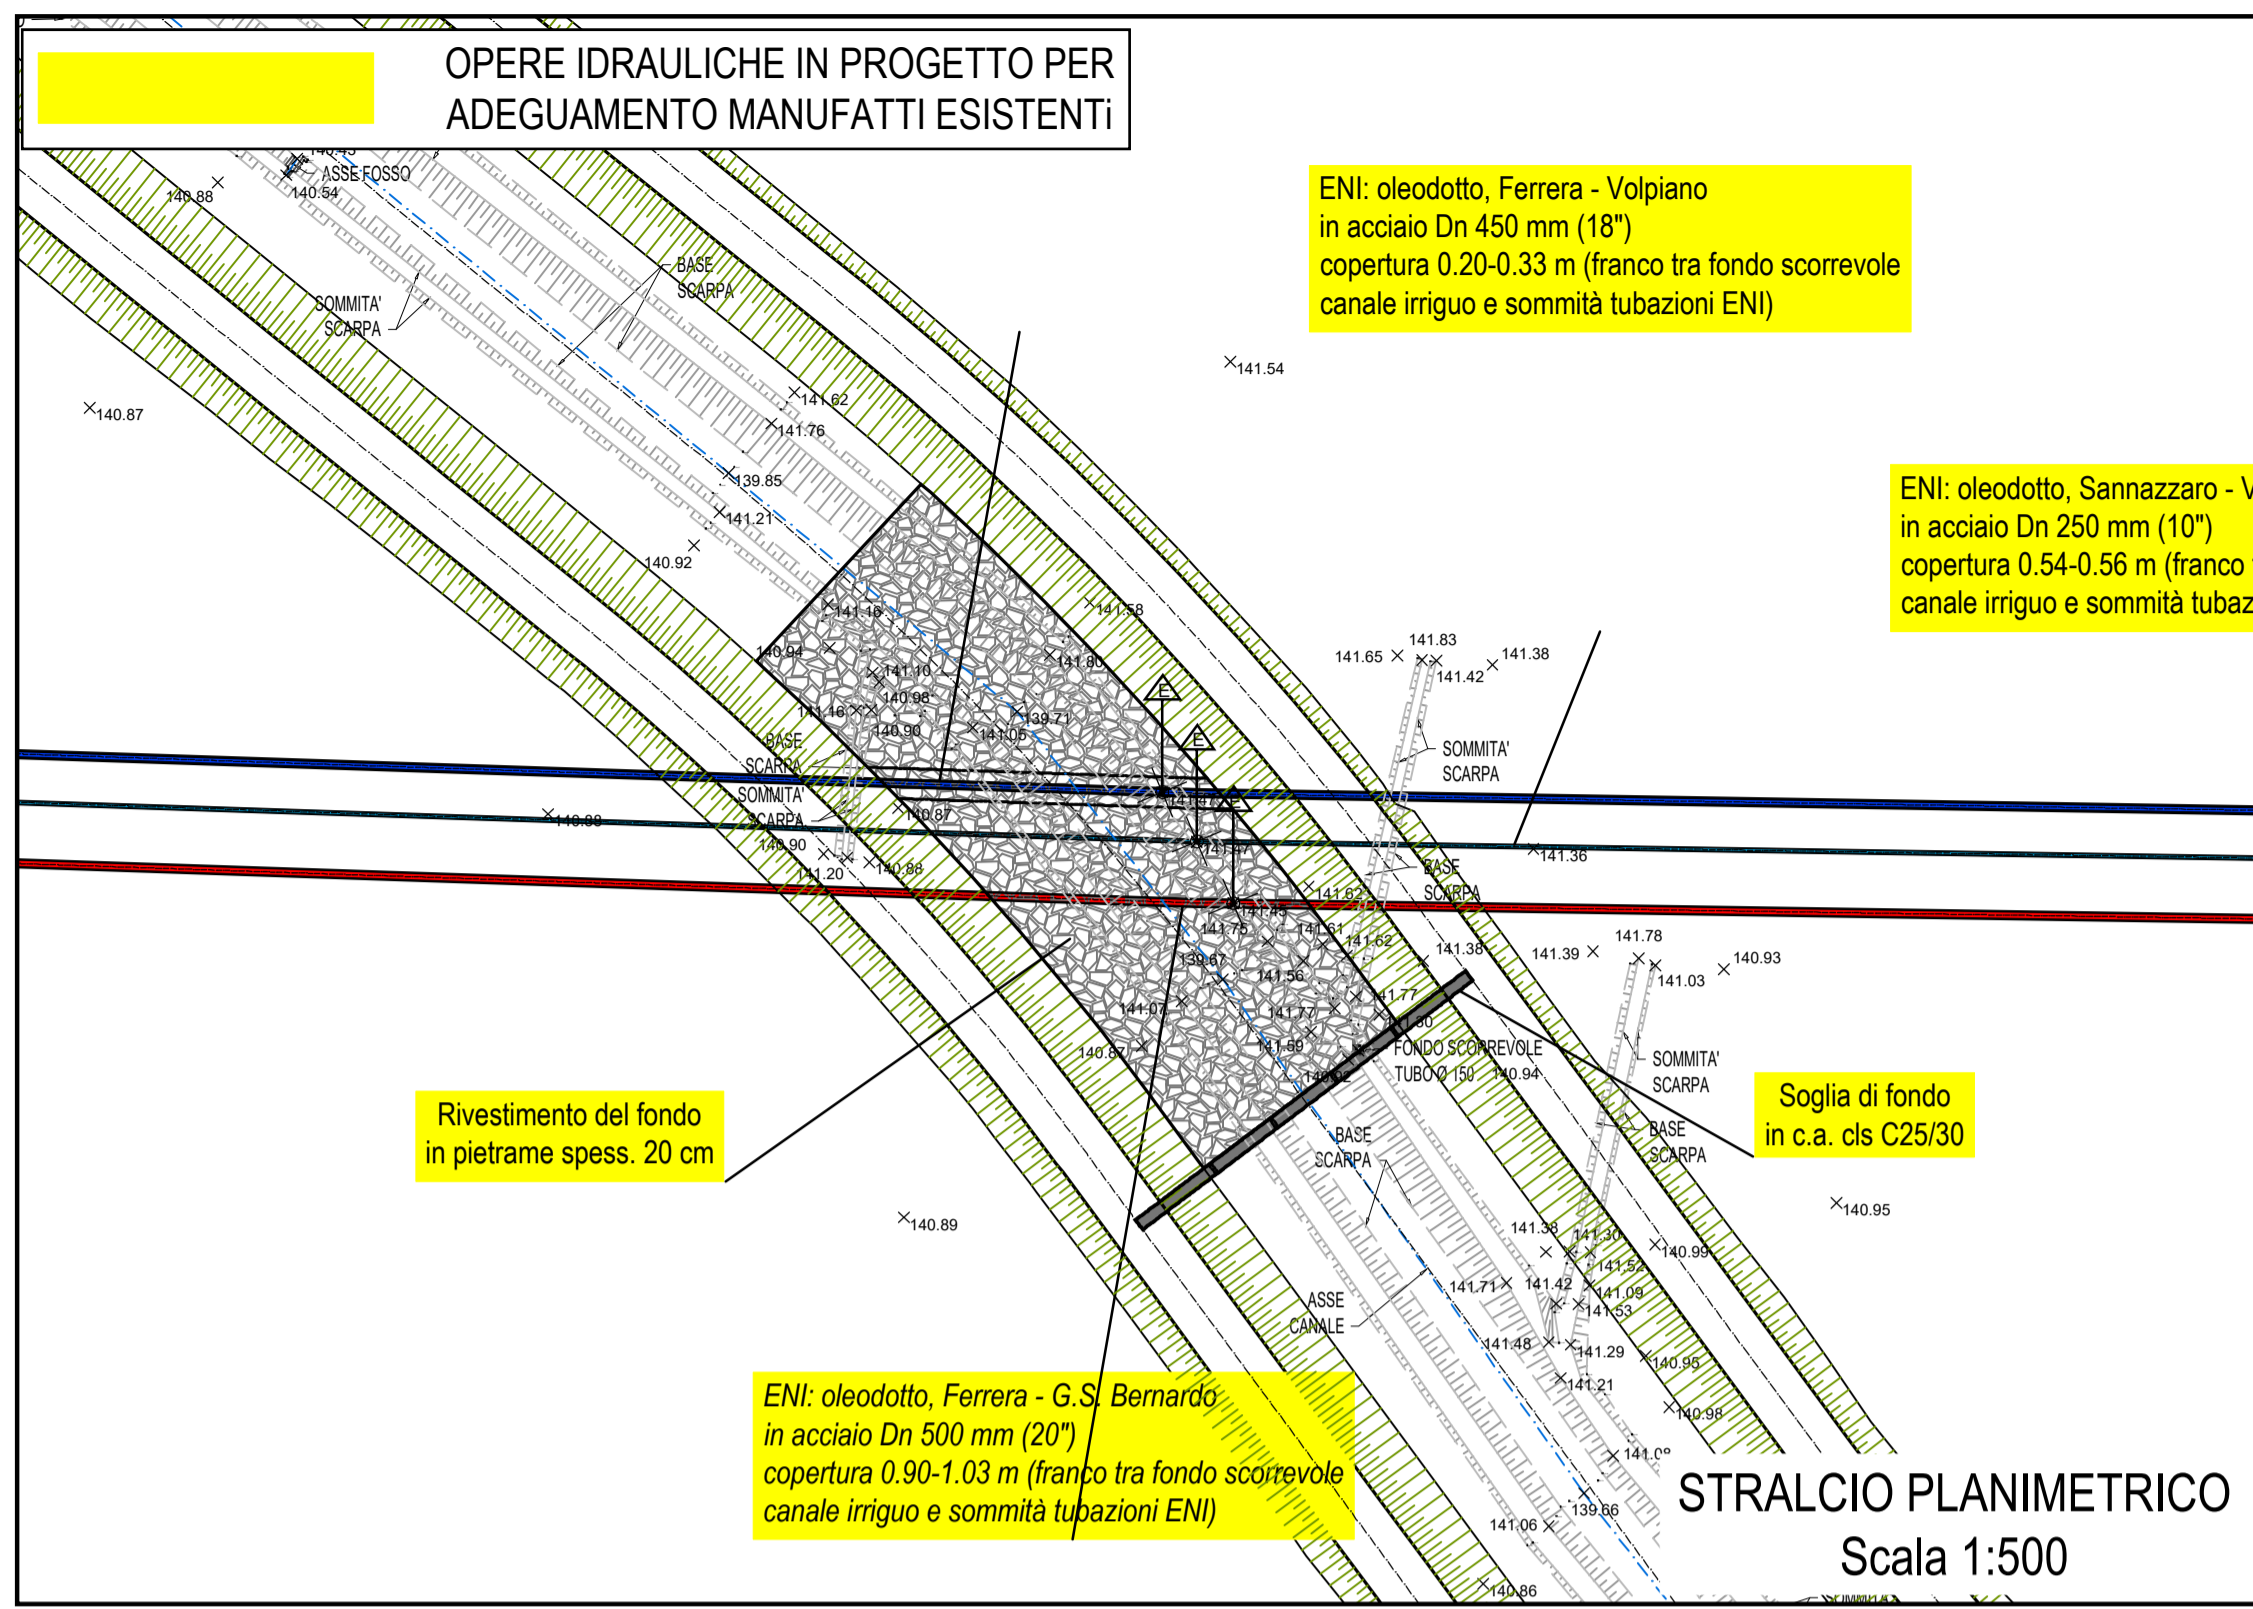 OPERE IDRAULICHE IN PROGETTO PER
ADEGUAMENTO MANUFATTI ESISTENTi
ASSE FOSSO
140.54
140.88
ENI: oleodotto, Ferrera - Volpiano
in acciaio Dn 450 mm (18")
copertura 0.20-0.33 m (franco tra fondo scorrevole
canale irriguo e sommità tubazioni ENI)
BASE
SCARPA
SOMMITA'
SCARPA
141.54
140.87
141.62
141.76
139.85
141.21
140.92
ENI: oleodotto, Sannazzaro - V
in acciaio Dn 250 mm (10")
copertura 0.54-0.56 m (franco
canale irriguo e sommità tubaz
141.16
141.58
140.94
141.10
141.80
140.98
141.16
139.71
140.90
141.05
141.83
141.65
141.38
141.42
E
E
E
BASE
SCARPA
SOMMITA'
SCARPA
SOMMITA'
SCARPA
141.47
140.87
140.88
140.90
141.20
140.88
141.47
141.36
BASE
SCARPA
141.62
141.45
141.75
141.61
141.62
141.38
139.67
141.56
141.39
141.78
141.03
140.93
141.07
141.77
141.77
141.30
140.87
141.59
140.92
FONDO SCORREVOLE
TUBO Ø 150
140.94
SOMMITA'
SCARPA
Rivestimento del fondo
in pietrame spess. 20 cm
Soglia di fondo
in c.a. cls C25/30
BASE
SCARPA
BASE
SCARPA
140.89
140.95
141.38
141.30
140.99
141.52
141.71
141.42
141.09
141.53
ASSE
CANALE
141.48
141.29
140.95
141.21
140.98
ENI: oleodotto, Ferrera - G.S. Bernardo
in acciaio Dn 500 mm (20")
copertura 0.90-1.03 m (franco tra fondo scorrevole
canale irriguo e sommità tubazioni ENI)
139.66
141.06
140.86
STRALCIO PLANIMETRICO
Scala 1:500